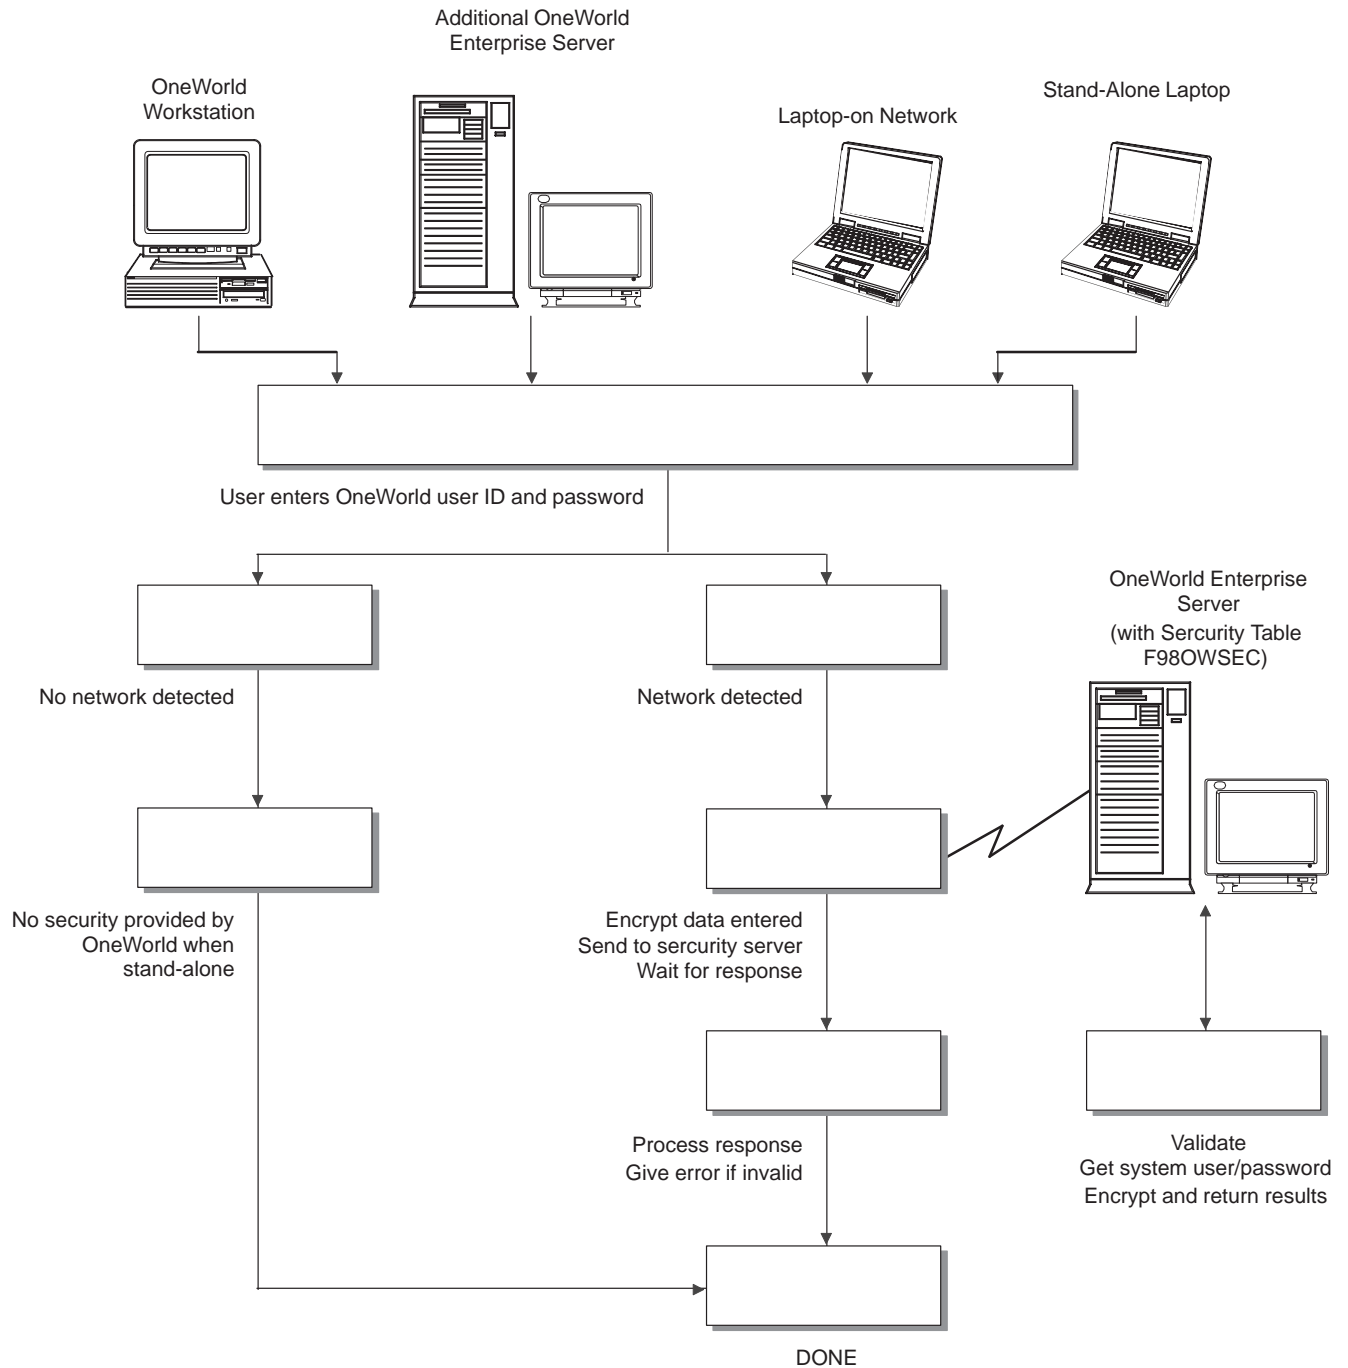 Additional OneWorld
Enterprise Server
OneWorld
Workstation
Laptop-on Network
Stand-Alone Laptop
User enters OneWorld user ID and password
OneWorld Enterprise
Server
(with Sercurity Table
F98OWSEC)
No network detected
Network detected
No security provided by
OneWorld when
stand-alone
Encrypt data entered
Send to sercurity server
Wait for response
Process response
Give error if invalid
Validate
Get system user/password
Encrypt and return results
DONE